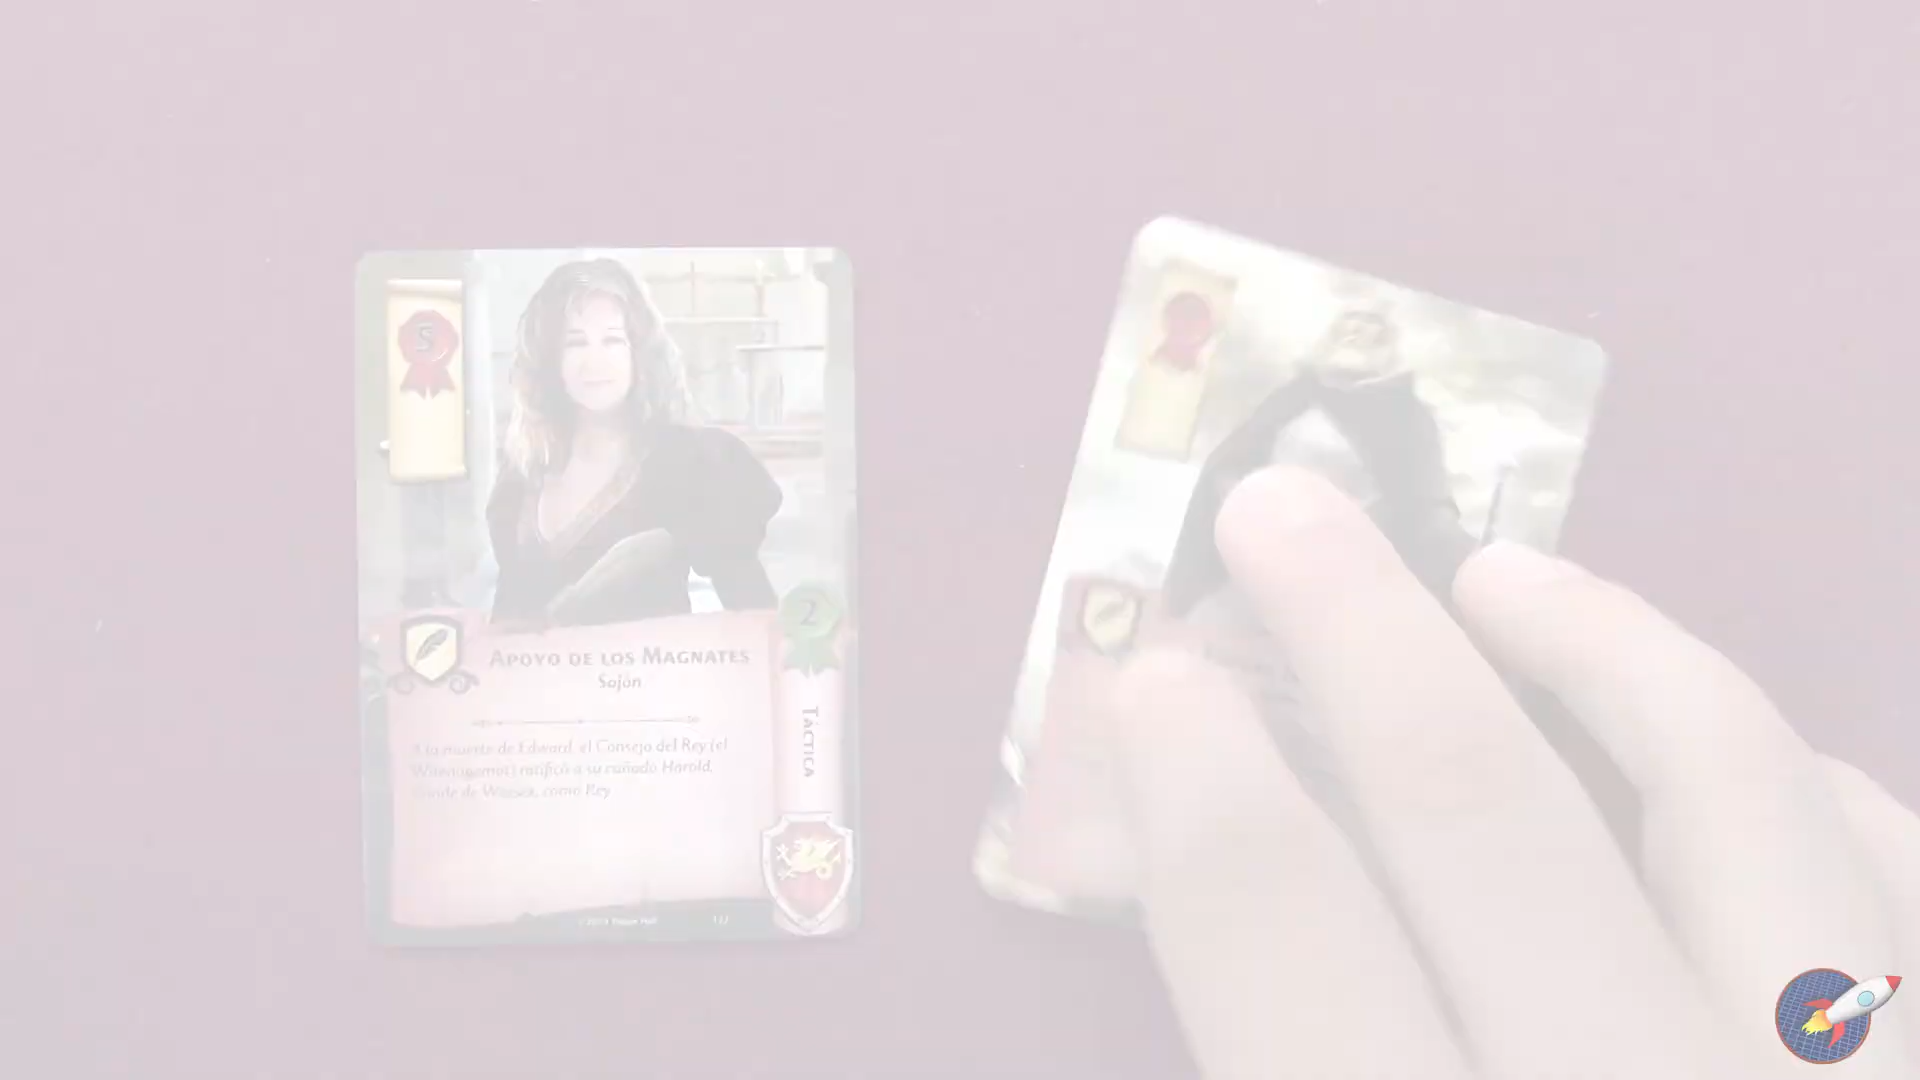 5
2
APOYO DE LOS MAGNATES
Sajón
TÁCTICA
A la muerte de Edward, el Consejo del Rey (el
Witenagemot) ratificó a su cuñado Harold,
Conde de Wessex, como Rey